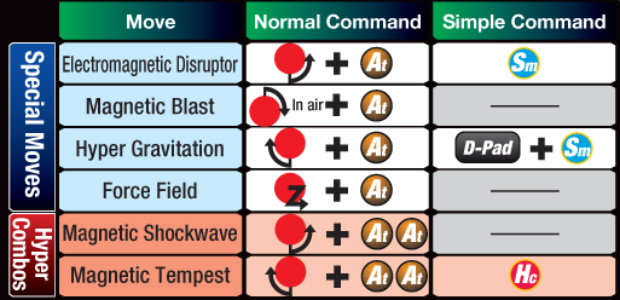 Move Normal Command Simple Command
Special Moves
Electromagnetic Disruptor + At Sm
Magnetic Blast In air + At
Hyper Gravitation + At D-Pad + Sm
Force Field Z + At
Hyper Combos
Magnetic Shockwave + At At
Magnetic Tempest + At At Hc